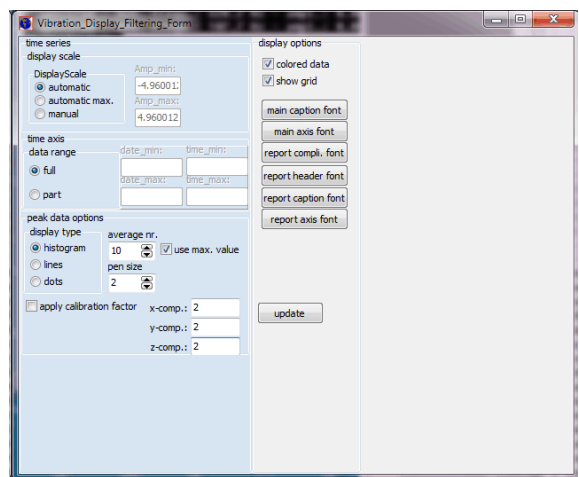 Vibration_Display_Filtering_Form
time series
display scale
DisplayScale
automatic
automatic max.
manual
Amp_min:
-4.96001
Amp_max:
4.960012
time axis
data range
full
part
date_min: time_min:
date_max: time_max:
peak data options
display type
histogram
lines
dots
average nr.
10
use max. value
pen size
2
apply calibration factor
x-comp.: 2
y-comp.: 2
z-comp.: 2
display options
colored data
show grid
main caption font
main axis font
report compli. font
report header font
report caption font
report axis font
update